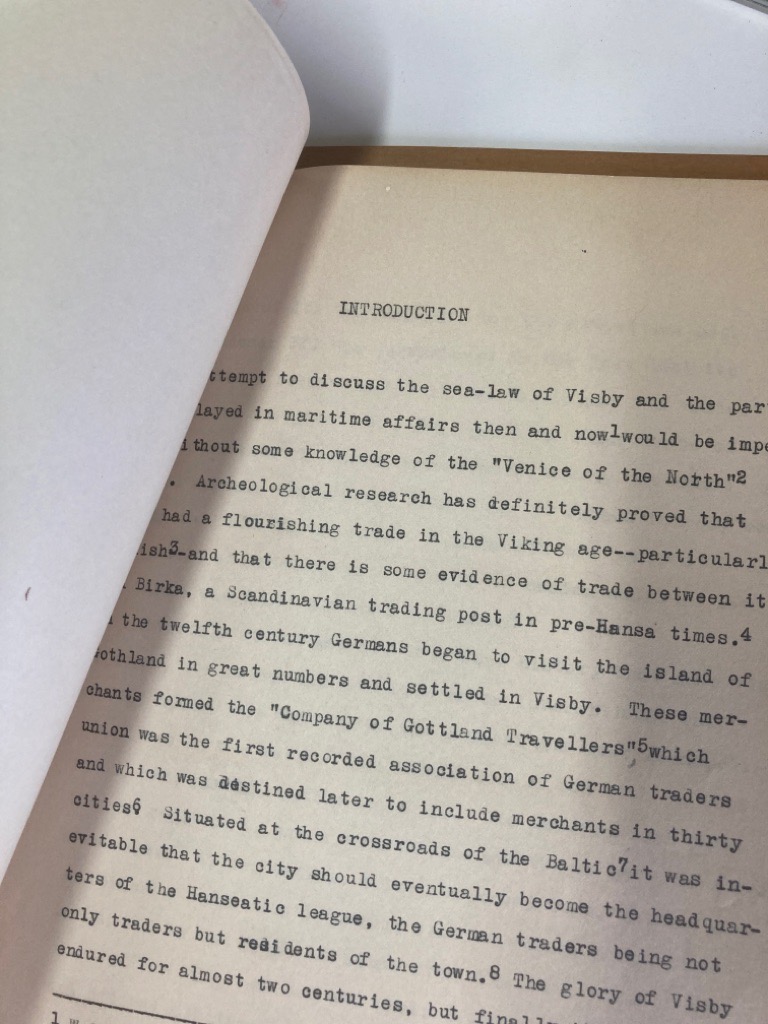 INTRODUCTION
ttempt to discuss the sea-law of Visby and the par
layed in maritime affairs then and now1would be impe
ithout some knowledge of the "Venice of the North"2
. Archeological research has definitely proved that
had a flourishing trade in the Viking age--particularl
ish3-and that there is some evidence of trade between it
Birka, a Scandinavian trading post in pre-Hansa times.4
the twelfth century Germans began to visit the island of
othland in great numbers and settled in Visby. These mer-
chants formed the "Company of Gottland Travellers"5which
union was the first recorded association of German traders
and which was destined later to include merchants in thirty
cities6 Situated at the crossroads of the Baltic7it was in-
evitable that the city should eventually become the headquar-
ters of the Hanseatic league, the German traders being not
only traders but residents of the town.8 The glory of Visby
endured for almost two centuries, but finall
1